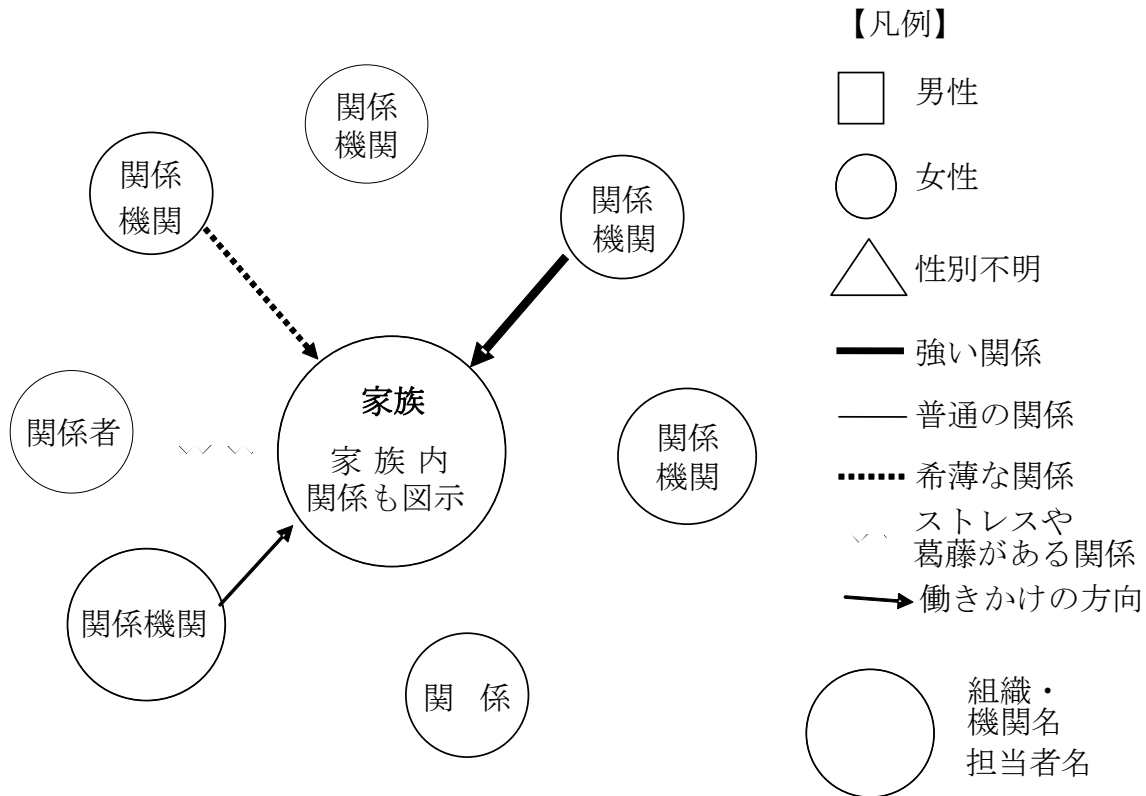 関係
機関
関係
機関
関係
機関
家族
家族内
関係も図示
関係者
関係
機関
関係機関
関 係
【凡例】
男性
女性
性別不明
強い関係
普通の関係
希薄な関係
ストレスや
葛藤がある関係
働きかけの方向
組織・
機関名
担当者名